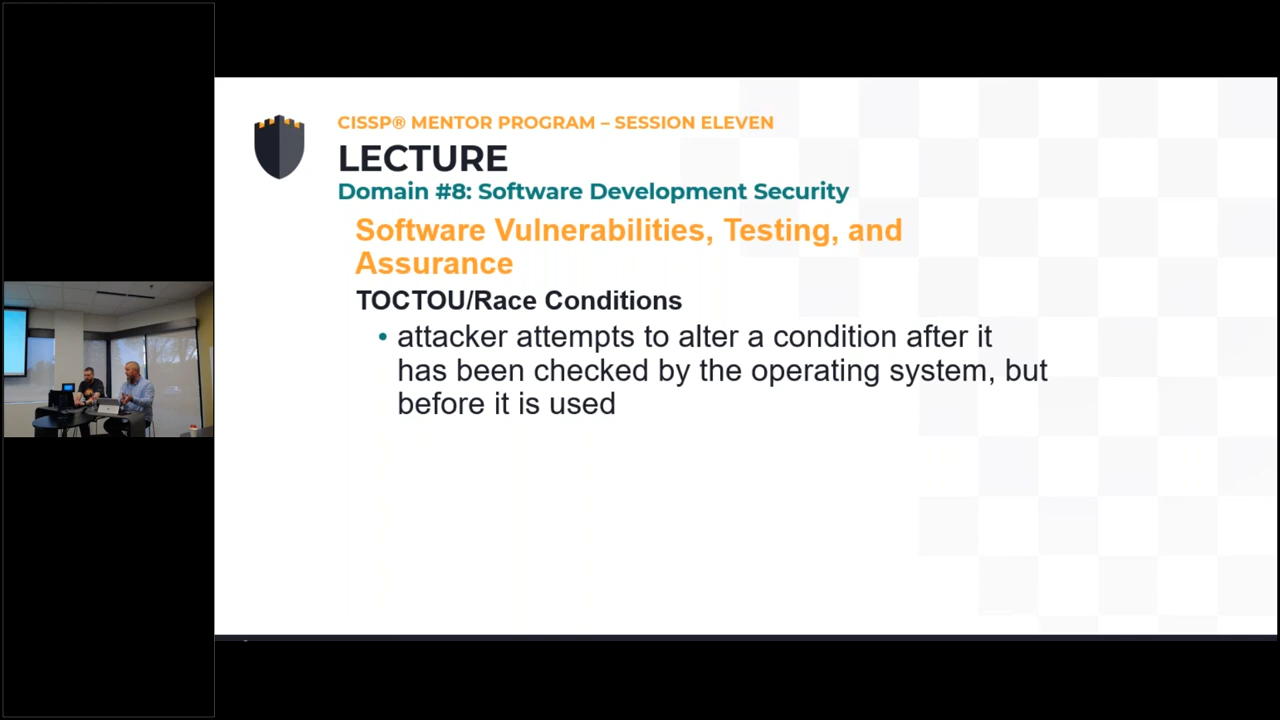 CISSP® MENTOR PROGRAM – SESSION ELEVEN
LECTURE
Domain #8: Software Development Security
Software Vulnerabilities, Testing, and
Assurance
TOCTOU/Race Conditions
• attacker attempts to alter a condition after it
has been checked by the operating system, but
before it is used